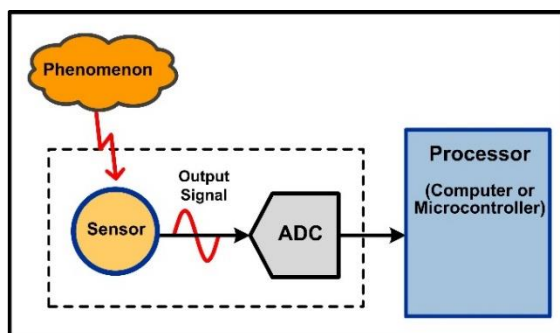 Phenomenon
Output
Signal
Sensor
ADC
Processor
(Computer or
Microcontroller)